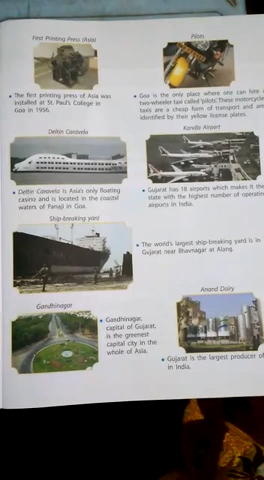 First Printing Press (Asia)
• The first printing press of Asia was
installed at St. Paul's College in
Goa in 1956.
Pilots
• Goa is the only place where one can hire
two-wheeler taxi called 'pilots'. These motorcycle
taxis are a cheap form of transport and are
identified by their yellow license plates.
Deltin Caravela
• Deltin Caravela is Asia's only floating
casino and is located in the coastal
waters of Panaji in Goa.
Kandla Airport
• Gujarat has 18 airports which makes it the
state with the highest number of
airports in India.
Ship-breaking yard
• The world's largest ship-breaking yard is in
Gujarat near Bhavnagar at Alang.
Gandhinagar
• Gandhinagar,
capital of Gujarat,
is the greenest
capital city in the
whole of Asia.
Anand Dairy
• Gujarat is the largest producer of
in India.